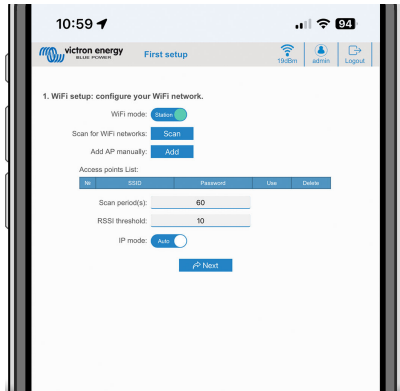 10:59
94
victron energy
BLUE POWER
First setup
19dBm
admin
Logout
1. WiFi setup: configure your WiFi network.
WiFi mode: Station
Scan for WiFi networks: Scan
Add AP manually: Add
Access points List:
№ SSID Password Use Delete
Scan period(s): 60
RSSI threshold: 10
IP mode: Auto
Next